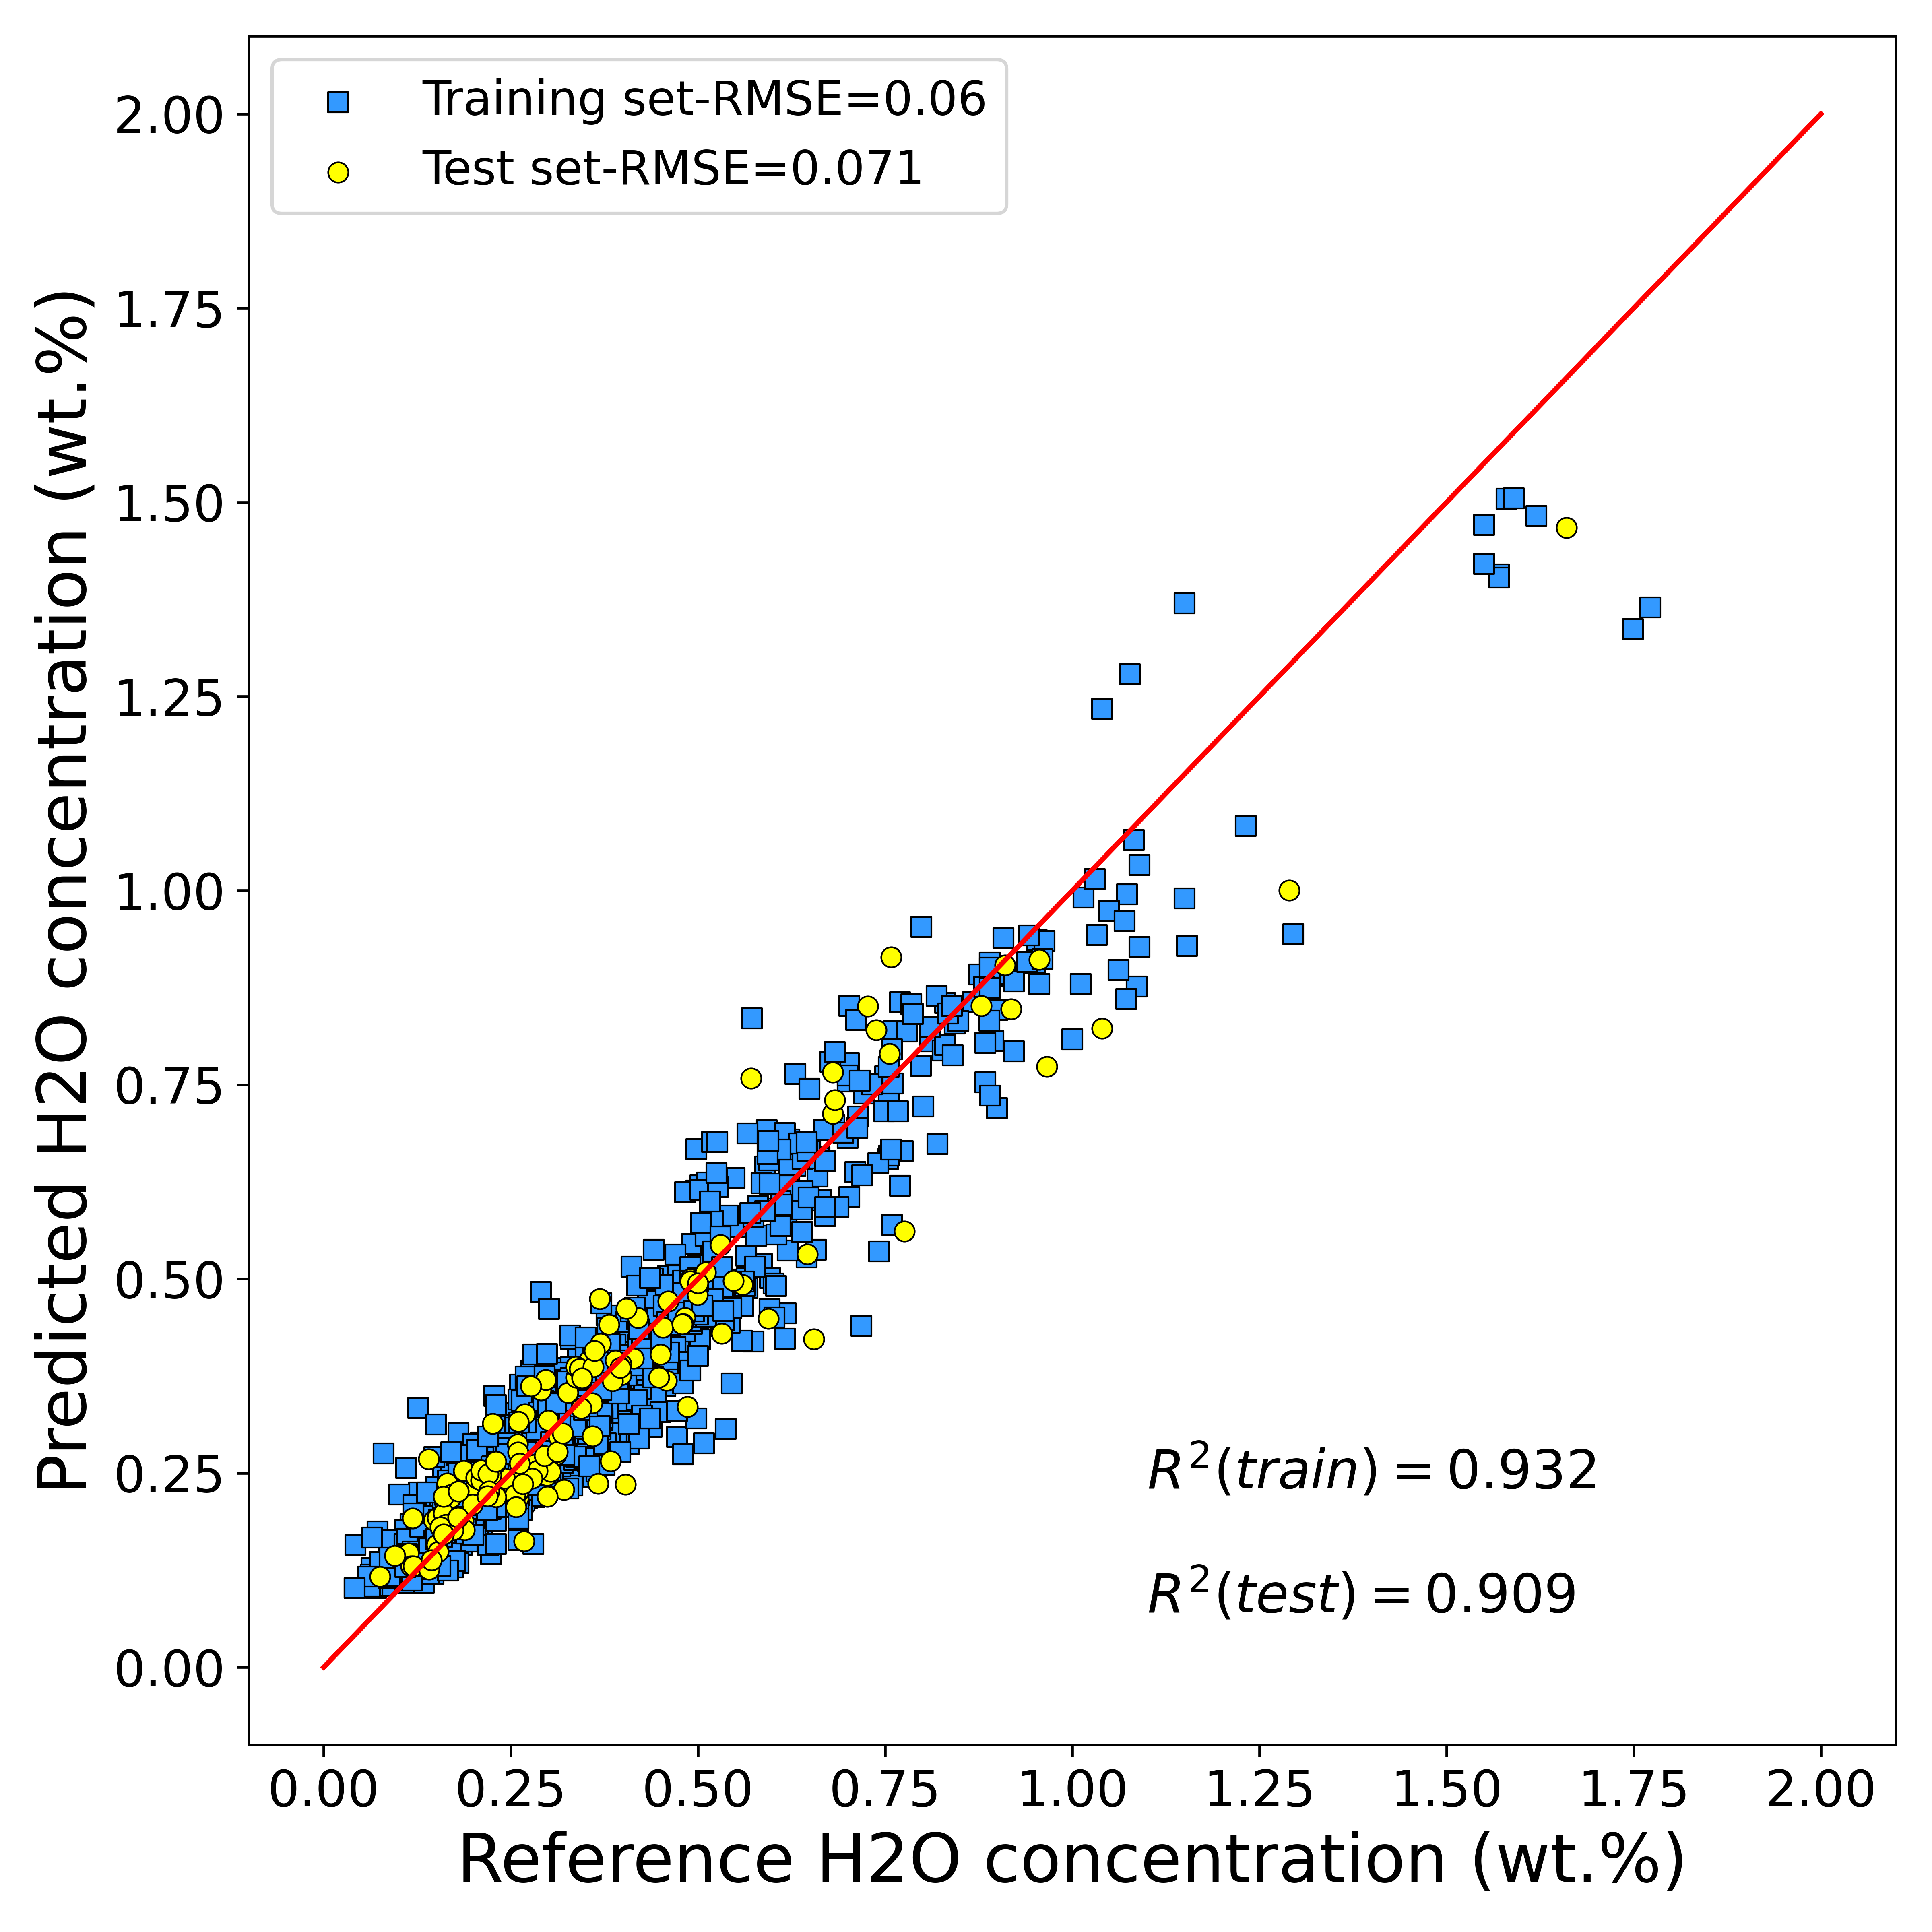 Training set-RMSE=0.06
Test set-RMSE=0.071
2.00
1.75
1.50
1.25
1.00
0.75
0.50
0.25
0.00
Predicted H2O concentration (wt.%)
R²(train) = 0.932
R²(test) = 0.909
0.00 0.25 0.50 0.75 1.00 1.25 1.50 1.75 2.00
Reference H2O concentration (wt.%)